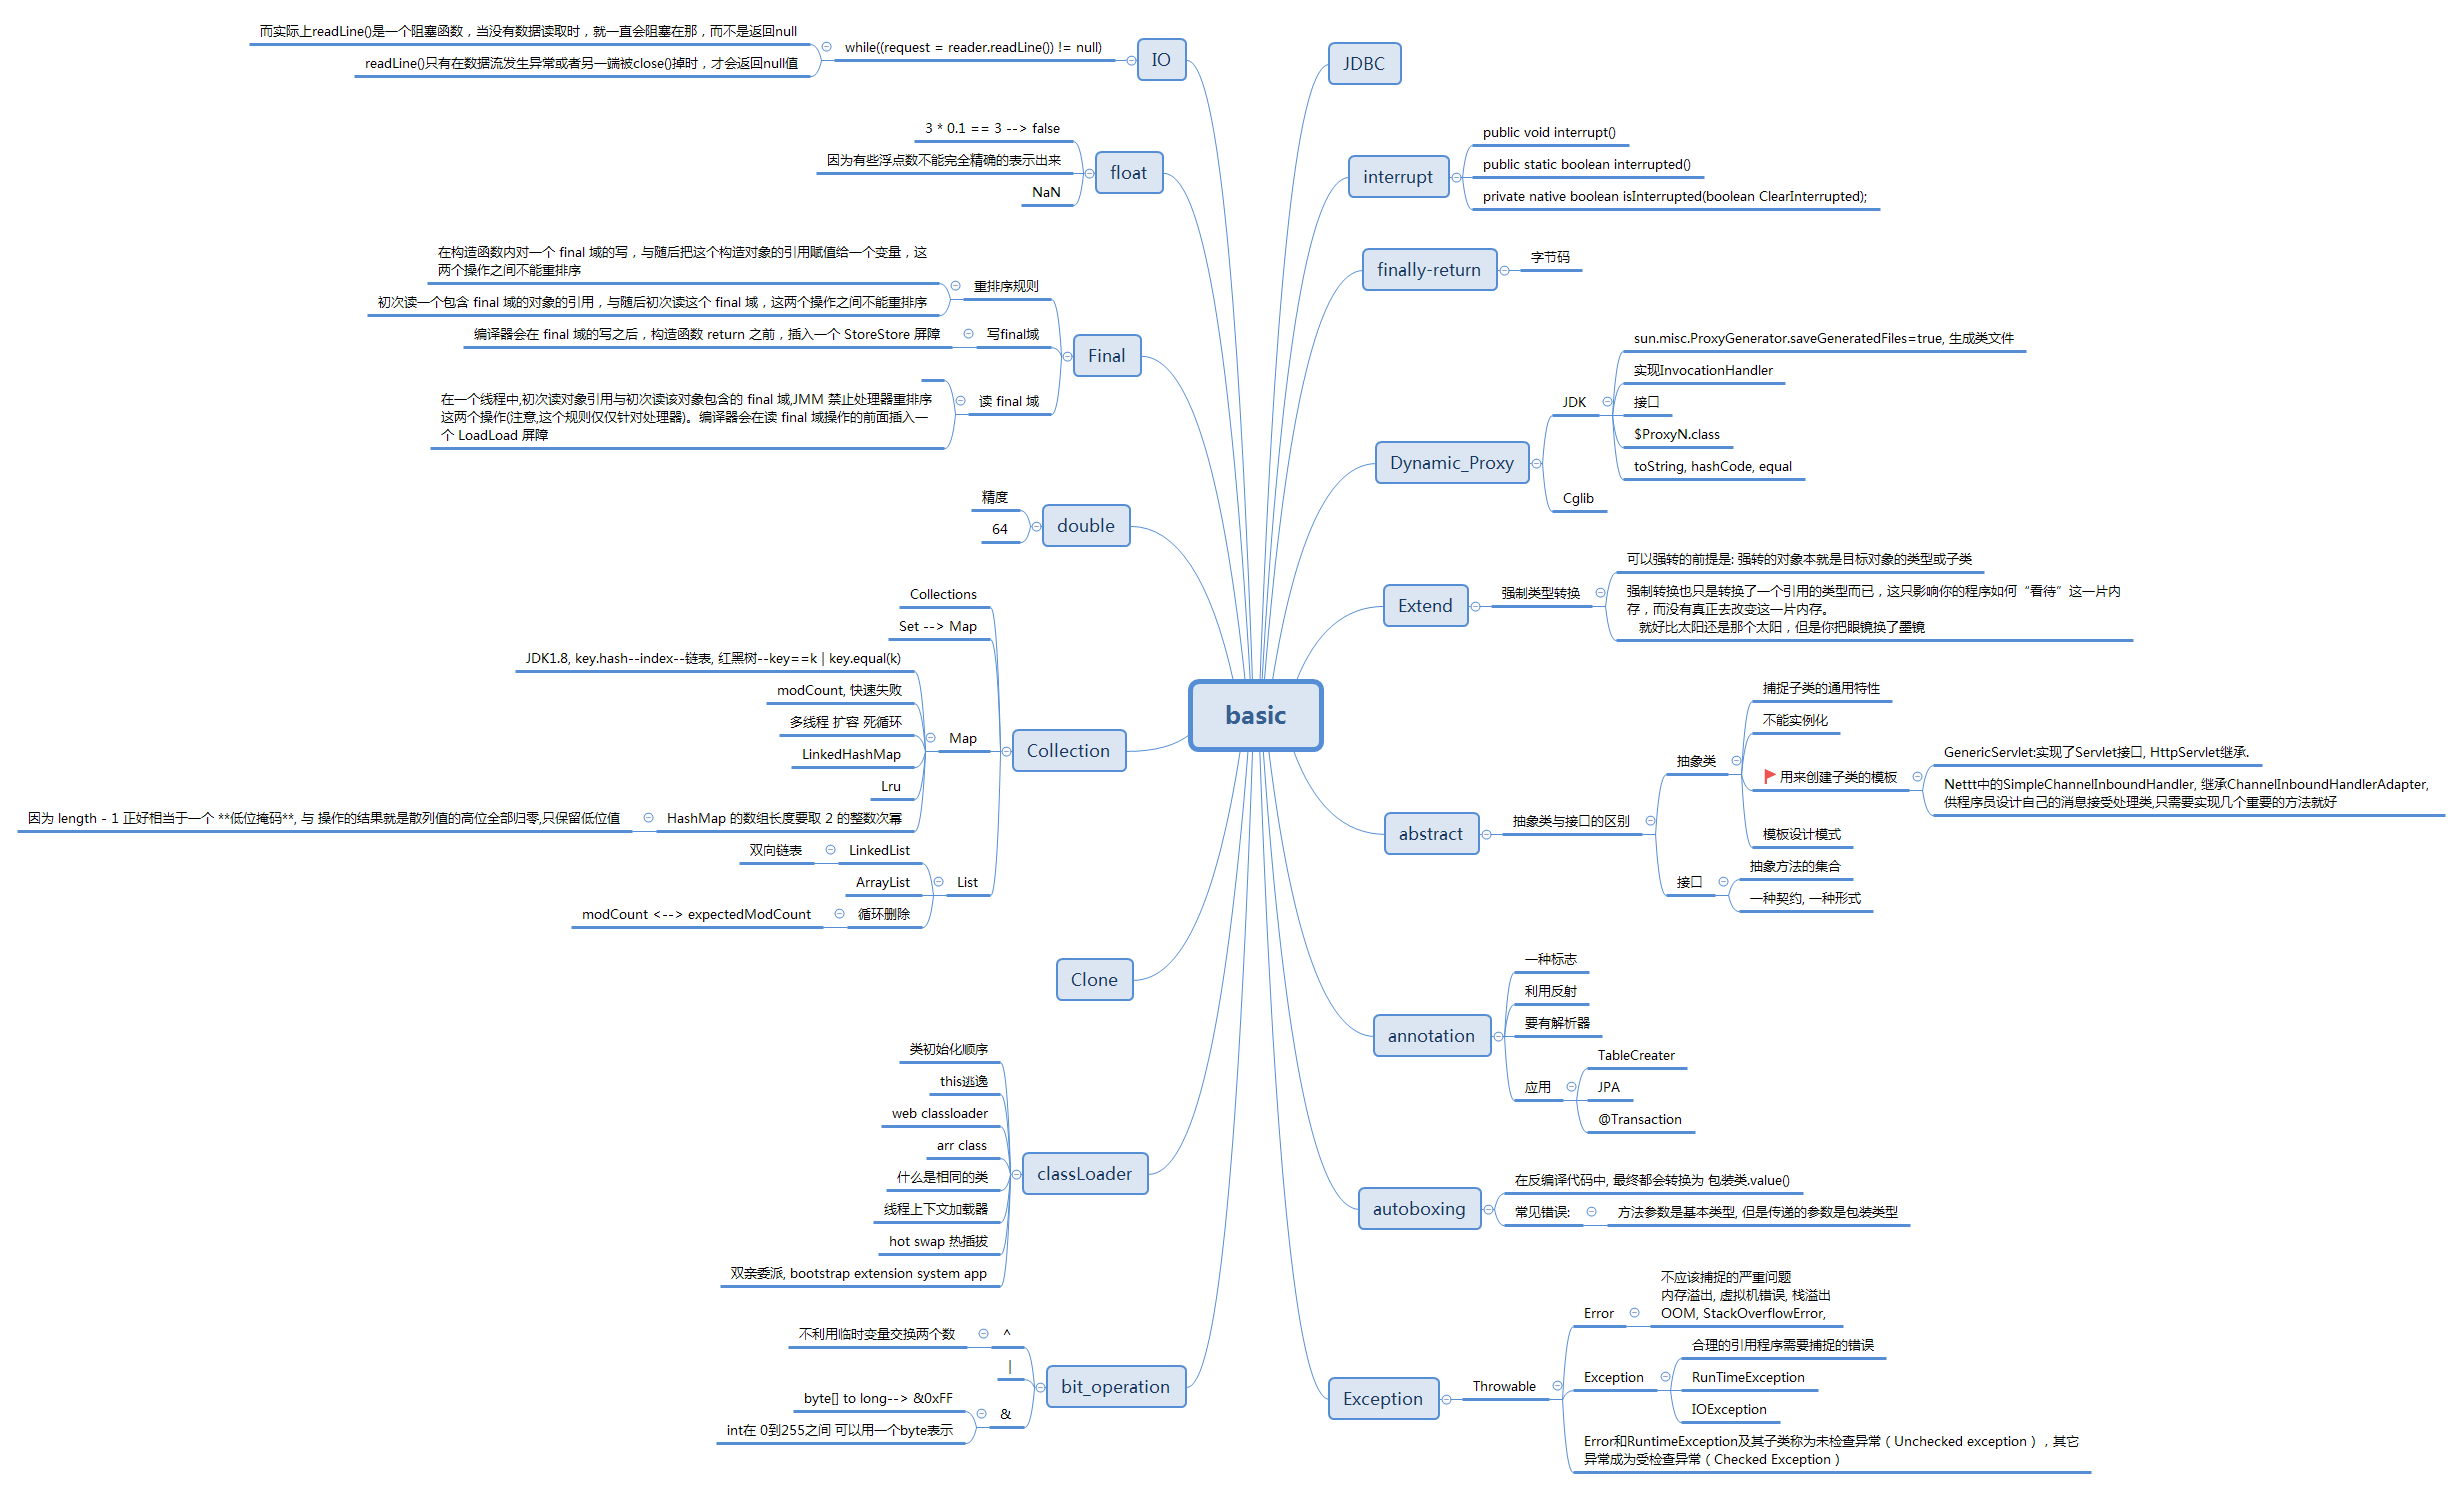 basic
IO
while((request = reader.readLine()) != null)
而实际上readLine()是一个阻塞函数，当没有数据读取时，就一直会阻塞在那，而不是返回null
readLine()只有在数据流发生异常或者另一端被close()掉时，才会返回null值
float
3 * 0.1 == 3 --> false
因为有些浮点数不能完全精确的表示出来
NaN
Final
重排序规则
在构造函数内对一个 final 域的写，与随后把这个构造对象的引用赋值给一个变量，这
两个操作之间不能重排序
初次读一个包含 final 域的对象的引用，与随后初次读这个 final 域，这两个操作之间不能重排序
写final域
编译器会在 final 域的写之后，构造函数 return 之前，插入一个 StoreStore 屏障
读 final 域
在一个线程中,初次读对象引用与初次读该对象包含的 final 域,JMM 禁止处理器重排序
这两个操作(注意,这个规则仅仅针对处理器)。编译器会在读 final 域操作的前面插入一
个 LoadLoad 屏障
double
精度
64
Collection
Collections
Set --> Map
Map
JDK1.8, key.hash--index--链表, 红黑树--key==k | key.equal(k)
modCount, 快速失败
多线程 扩容 死循环
LinkedHashMap
Lru
HashMap 的数组长度要取 2 的整数次幂
因为 length - 1 正好相当于一个 **低位掩码**, 与 操作的结果就是散列值的高位全部归零,只保留低位值
List
LinkedList
双向链表
ArrayList
循环删除
modCount <--> expectedModCount
Clone
classLoader
类初始化顺序
this逃逸
web classloader
arr class
什么是相同的类
线程上下文加载器
hot swap 热插拔
双亲委派, bootstrap extension system app
bit_operation
^
不利用临时变量交换两个数
|
&
byte[] to long--> &0xFF
int在 0到255之间 可以用一个byte表示
JDBC
interrupt
public void interrupt()
public static boolean interrupted()
private native boolean isInterrupted(boolean ClearInterrupted);
finally-return
字节码
Dynamic_Proxy
JDK
sun.misc.ProxyGenerator.saveGeneratedFiles=true, 生成类文件
实现InvocationHandler
接口
$ProxyN.class
toString, hashCode, equal
Cglib
Extend
强制类型转换
可以强转的前提是: 强转的对象本就是目标对象的类型或子类
强制转换也只是转换了一个引用的类型而已，这只影响你的程序如何“看待”这一片内
存，而没有真正去改变这一片内存。
就好比太阳还是那个太阳，但是你把眼镜换了墨镜
abstract
抽象类与接口的区别
抽象类
捕捉子类的通用特性
不能实例化
用来创建子类的模板
GenericServlet:实现了Servlet接口, HttpServlet继承.
Nettt中的SimpleChannelInboundHandler, 继承ChannelInboundHandlerAdapter,
供程序员设计自己的消息接受处理类,只需要实现几个重要的方法就好
模板设计模式
接口
抽象方法的集合
一种契约, 一种形式
annotation
一种标志
利用反射
要有解析器
应用
TableCreater
JPA
@Transaction
autoboxing
在反编译代码中, 最终都会转换为 包装类.value()
常见错误:
方法参数是基本类型, 但是传递的参数是包装类型
Exception
Throwable
Error
不应该捕捉的严重问题
内存溢出, 虚拟机错误, 栈溢出
OOM, StackOverflowError,
Exception
合理的引用程序需要捕捉的错误
RunTimeException
IOException
Error和RuntimeException及其子类称为未检查异常（Unchecked exception），其它
异常成为受检查异常（Checked Exception）